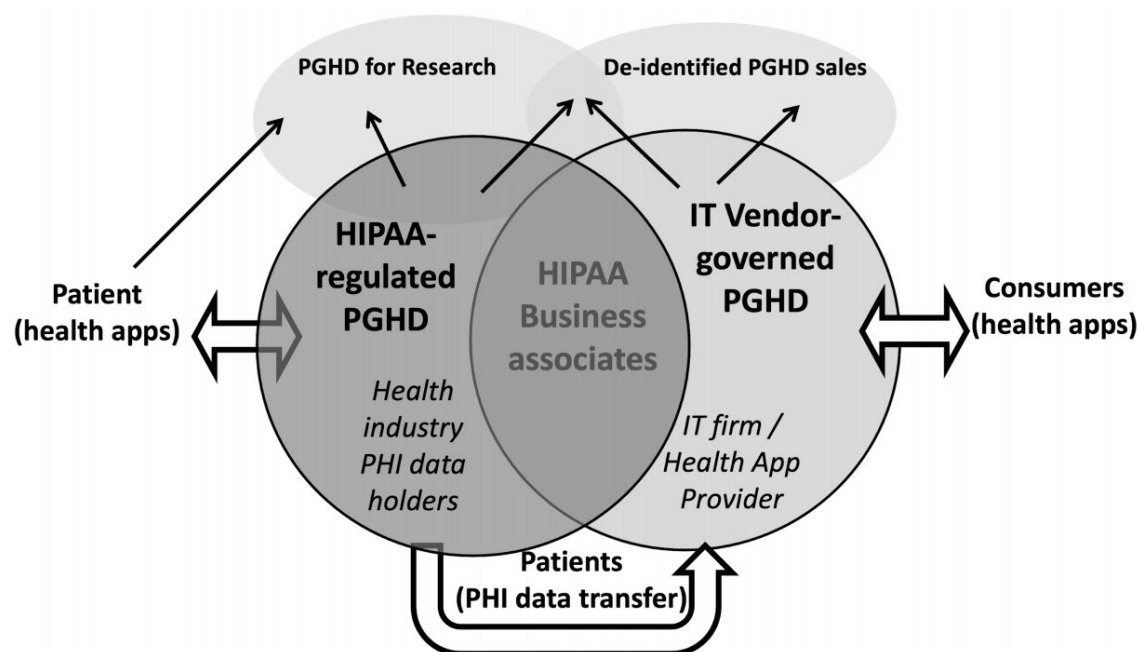 PGHD for Research
De-identified PGHD sales
HIPAA-
regulated
PGHD
IT Vendor-
governed
PGHD
HIPAA
Business
associates
Patient
(health apps)
Consumers
(health apps)
Health
industry
PHI data
holders
IT firm /
Health App
Provider
Patients
(PHI data transfer)